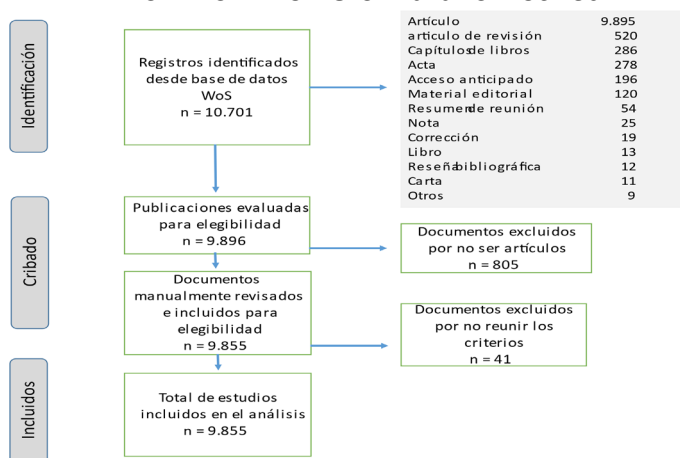 Identificación
Registros identificados
desde base de datos
WoS
n = 10.701
Artículo 9.895
artículo de revisión 520
Capítulos de libros 286
Acta 278
Acceso anticipado 196
Material editorial 120
Resumen de reunión 54
Nota 25
Corrección 19
Libro 13
Reseña bibliográfica 12
Carta 11
Otros 9
Cribado
Publicaciones evaluadas
para elegibilidad
n = 9.896
Documentos excluidos
por no ser artículos
n = 805
Documentos
manualmente revisados
e incluidos para
elegibilidad
n = 9.855
Documentos excluidos
por no reunir los
criterios
n = 41
Incluidos
Total de estudios
incluidos en el análisis
n = 9.855